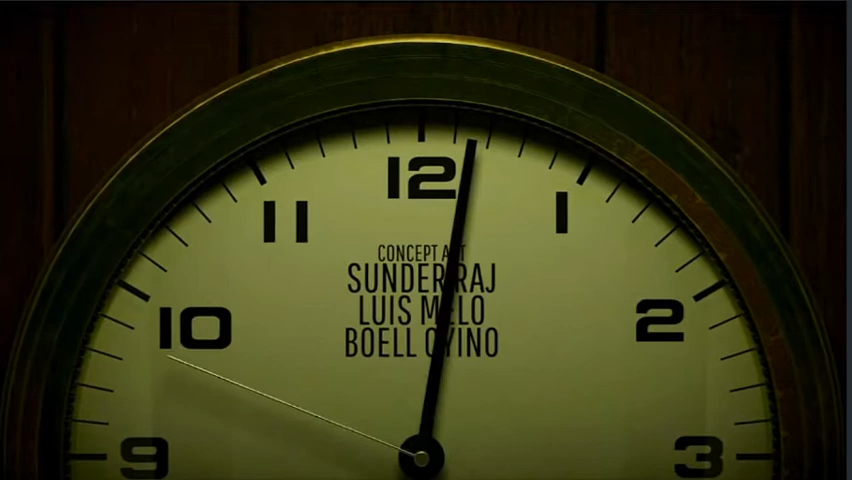 12
11 1
CONCEPT ART
SUNDER RAJ
LUIS MELO
BOELL OYINO
10 2
9 3